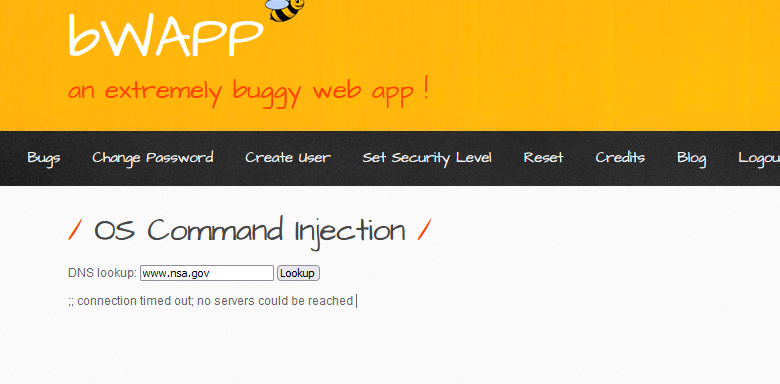 bWAPP
an extremely buggy web app !
Bugs Change Password Create User Set Security Level Reset Credits Blog
/ OS Command Injection /
DNS lookup: www.nsa.gov Lookup
;; connection timed out; no servers could be reached